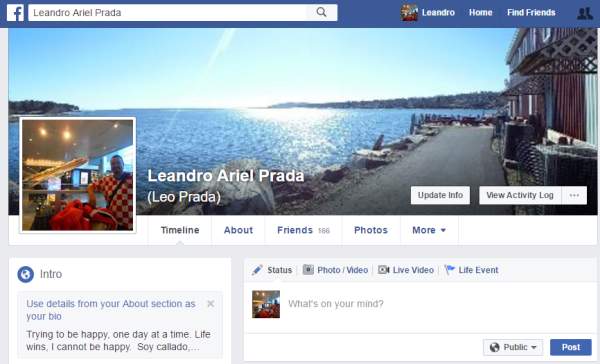 Leandro Ariel Prada
Leandro
Home
Find Friends
Leandro Ariel Prada
(Leo Prada)
Update Info
View Activity Log
Timeline
About
Friends 166
Photos
More
Intro
Use details from your About section as
your bio
Trying to be happy, one day at a time. Life
wins, I cannot be happy. Soy callado,...
Status
Photo / Video
Live Video
Life Event
What's on your mind?
Public
Post